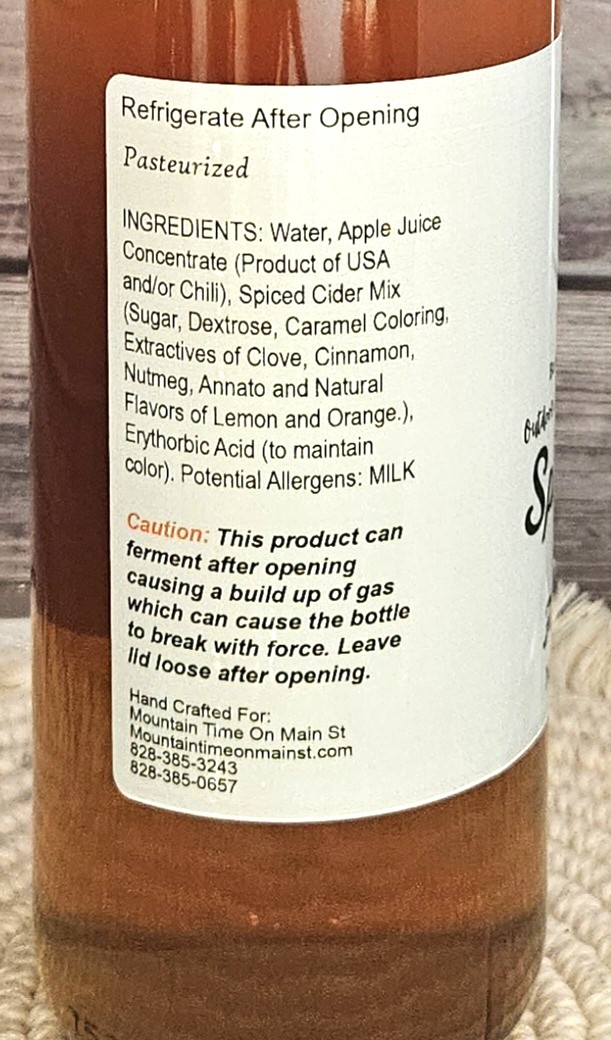 Refrigerate After Opening
Pasteurized
INGREDIENTS: Water, Apple Juice
Concentrate (Product of USA
and/or Chili), Spiced Cider Mix
(Sugar, Dextrose, Caramel Coloring,
Extractives of Clove, Cinnamon,
Nutmeg, Annato and Natural
Flavors of Lemon and Orange.),
Erythorbic Acid (to maintain
color). Potential Allergens: MILK
Caution: This product can
ferment after opening
causing a build up of gas
which can cause the bottle
to break with force. Leave
lid loose after opening.
Hand Crafted For:
Mountain Time On Main St
Mountaintimeonmainst.com
828-385-3243
828-385-0657